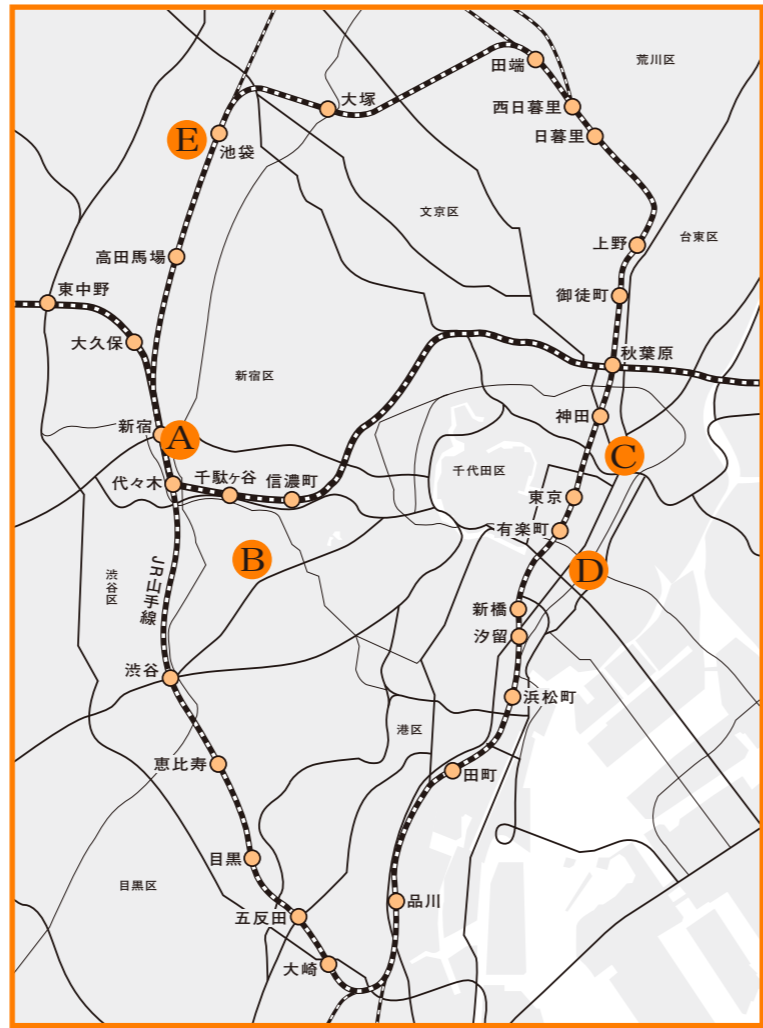 荒川区
田端
大塚
西日暮里
E
日暮里
池袋
文京区
台東区
上野
高田馬場
東中野
御徒町
大久保
秋葉原
新宿区
神田
新宿
A
C
千代田区
代々木
千駄ヶ谷
信濃町
東京
有楽町
B
D
渋谷区
JR山手線
新橋
汐留
渋谷
浜松町
港区
恵比寿
田町
目黒
目黒区
五反田
品川
大崎